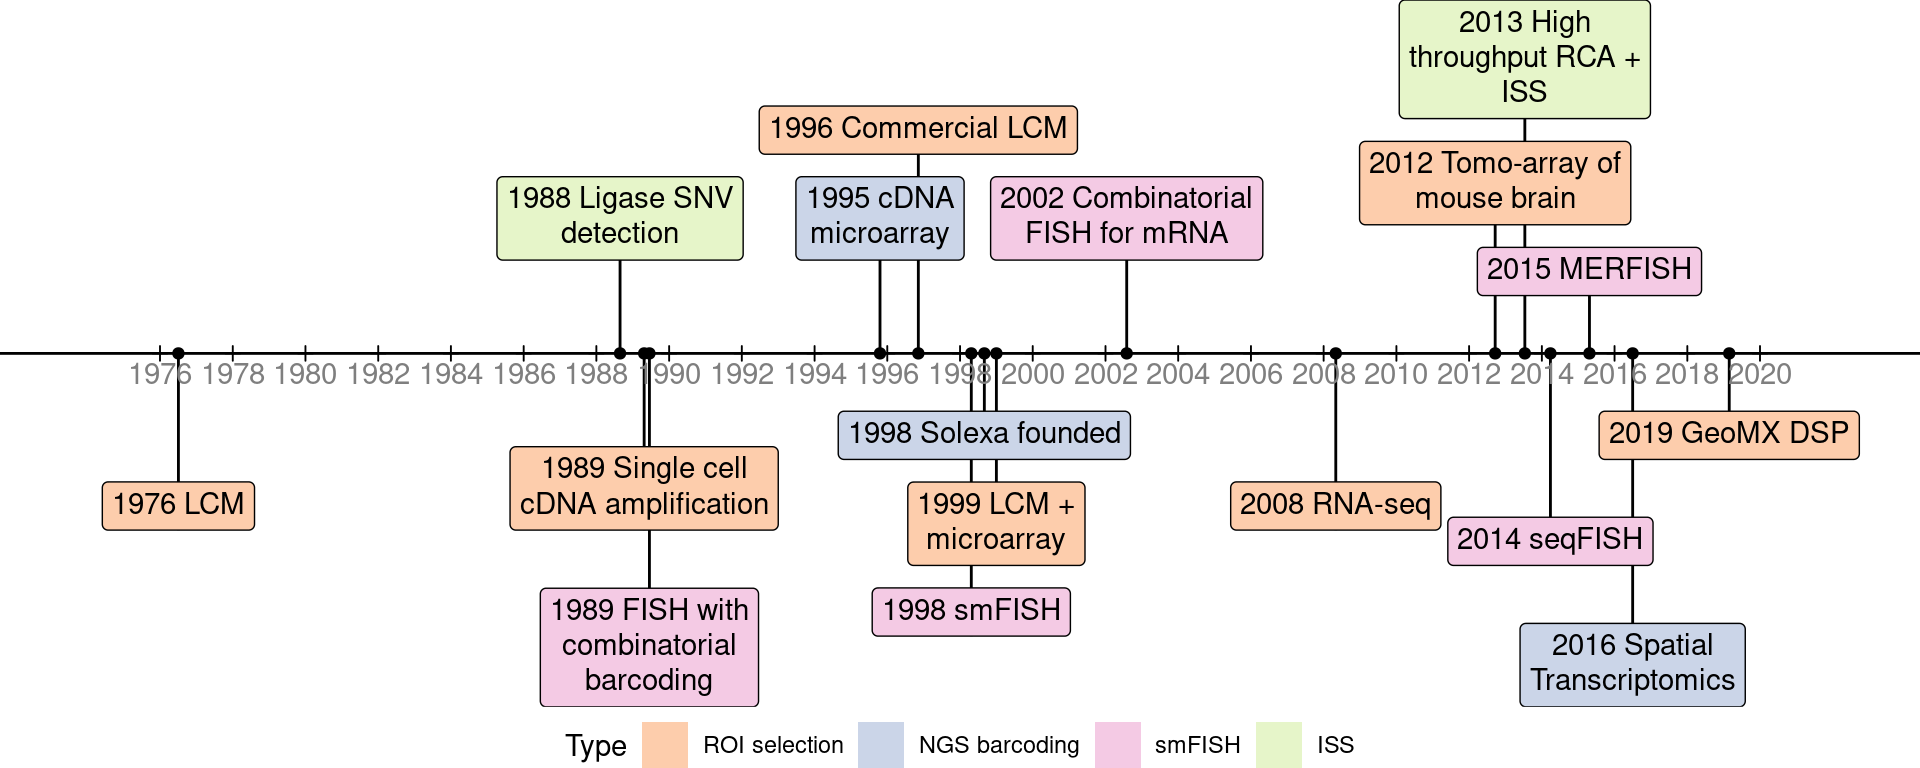 2013 High
throughput RCA +
ISS
1996 Commercial LCM
2012 Tomo-array of
mouse brain
1988 Ligase SNV
detection
1995 cDNA
microarray
2002 Combinatorial
FISH for mRNA
2015 MERFISH
1976 1978 1980 1982 1984 1986 1988 1990 1992 1994 1996 1998 2000 2002 2004 2006 2008 2010 2012 2014 2016 2018 2020
1998 Solexa founded
2019 GeoMX DSP
1989 Single cell
cDNA amplification
1976 LCM
1999 LCM +
microarray
2008 RNA-seq
2014 seqFISH
1989 FISH with
combinatorial
barcoding
1998 smFISH
2016 Spatial
Transcriptomics
Type ROI selection NGS barcoding smFISH ISS